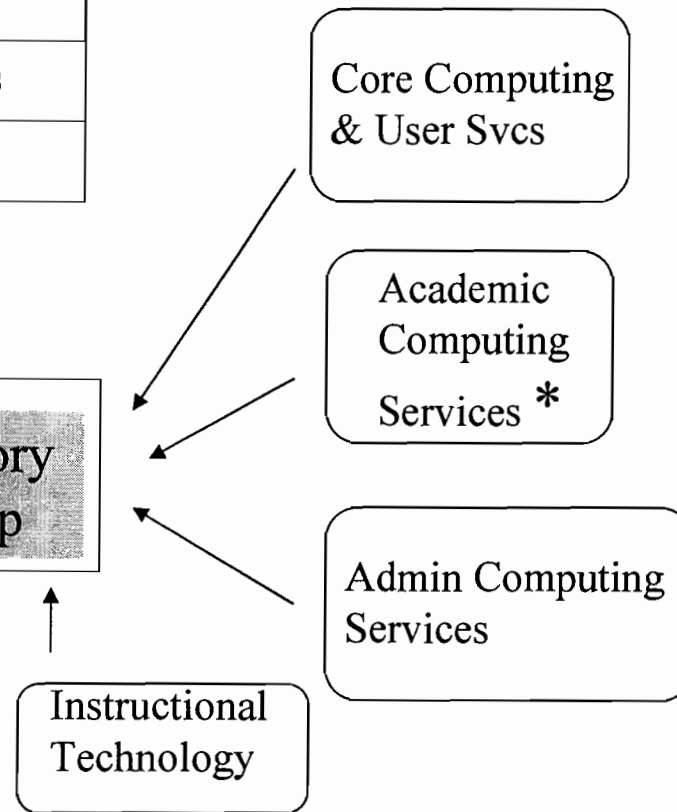 Core Computing
& User Svcs
Academic
Computing
Services *
Admin Computing
Services
Instructional
Technology